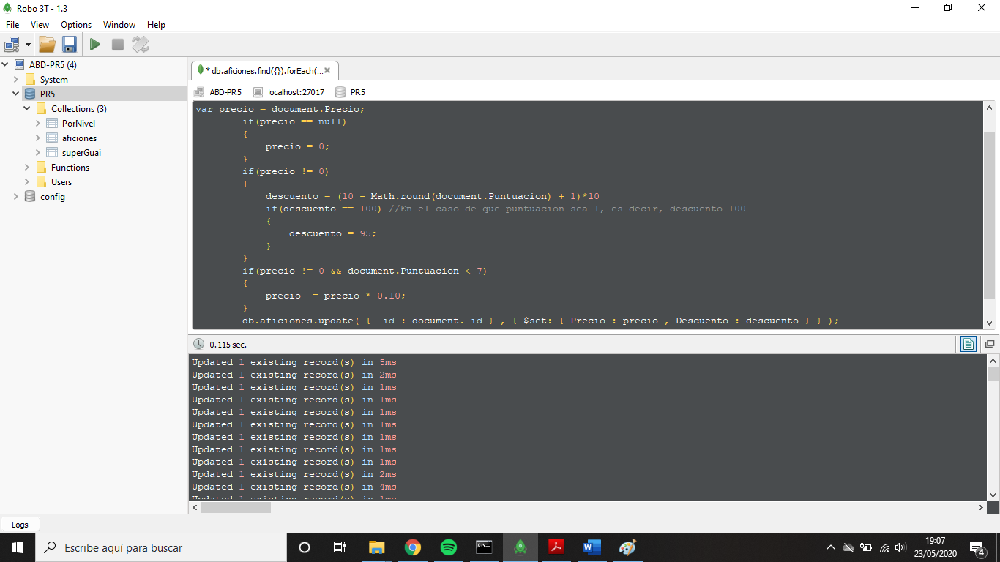 Robo 3T - 1.3
File View Options Window Help
ABD-PR5 (4)
System
PR5
Collections (3)
PorNivel
aficiones
superGuai
Functions
Users
config
* db.aficiones.find({}).forEach(...
ABD-PR5 localhost:27017 PR5
var precio = document.Precio;
if(precio == null)
{
precio = 0;
}
if(precio != 0)
{
descuento = (10 - Math.round(document.Puntuacion) + 1)*10
if(descuento == 100) //En el caso de que puntuacion sea 1, es decir, descuento 100
{
descuento = 95;
}
}
if(precio != 0 && document.Puntuacion < 7)
{
precio -= precio * 0.10;
}
db.aficiones.update( { _id : document._id } , { $set: { Precio : precio , Descuento : descuento } } );
0.115 sec.
Updated 1 existing record(s) in 5ms
Updated 1 existing record(s) in 2ms
Updated 1 existing record(s) in 1ms
Updated 1 existing record(s) in 1ms
Updated 1 existing record(s) in 1ms
Updated 1 existing record(s) in 1ms
Updated 1 existing record(s) in 1ms
Updated 1 existing record(s) in 1ms
Updated 1 existing record(s) in 1ms
Updated 1 existing record(s) in 2ms
Updated 1 existing record(s) in 4ms
Updated 1 existing record(s) in 1ms
Logs
Escribe aquí para buscar
19:07
23/05/2020
4